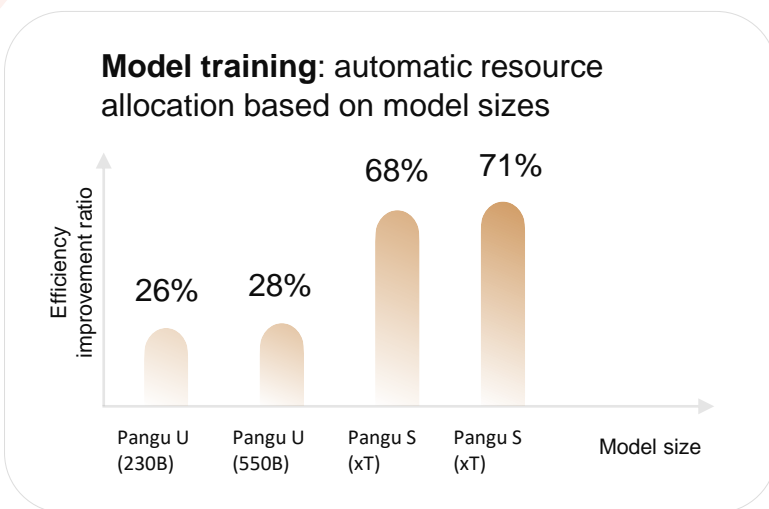 Model training: automatic resource
allocation based on model sizes
Efficiency
improvement ratio
26%
28%
68%
71%
Pangu U
(230B)
Pangu U
(550B)
Pangu S
(xT)
Pangu S
(xT)
Model size